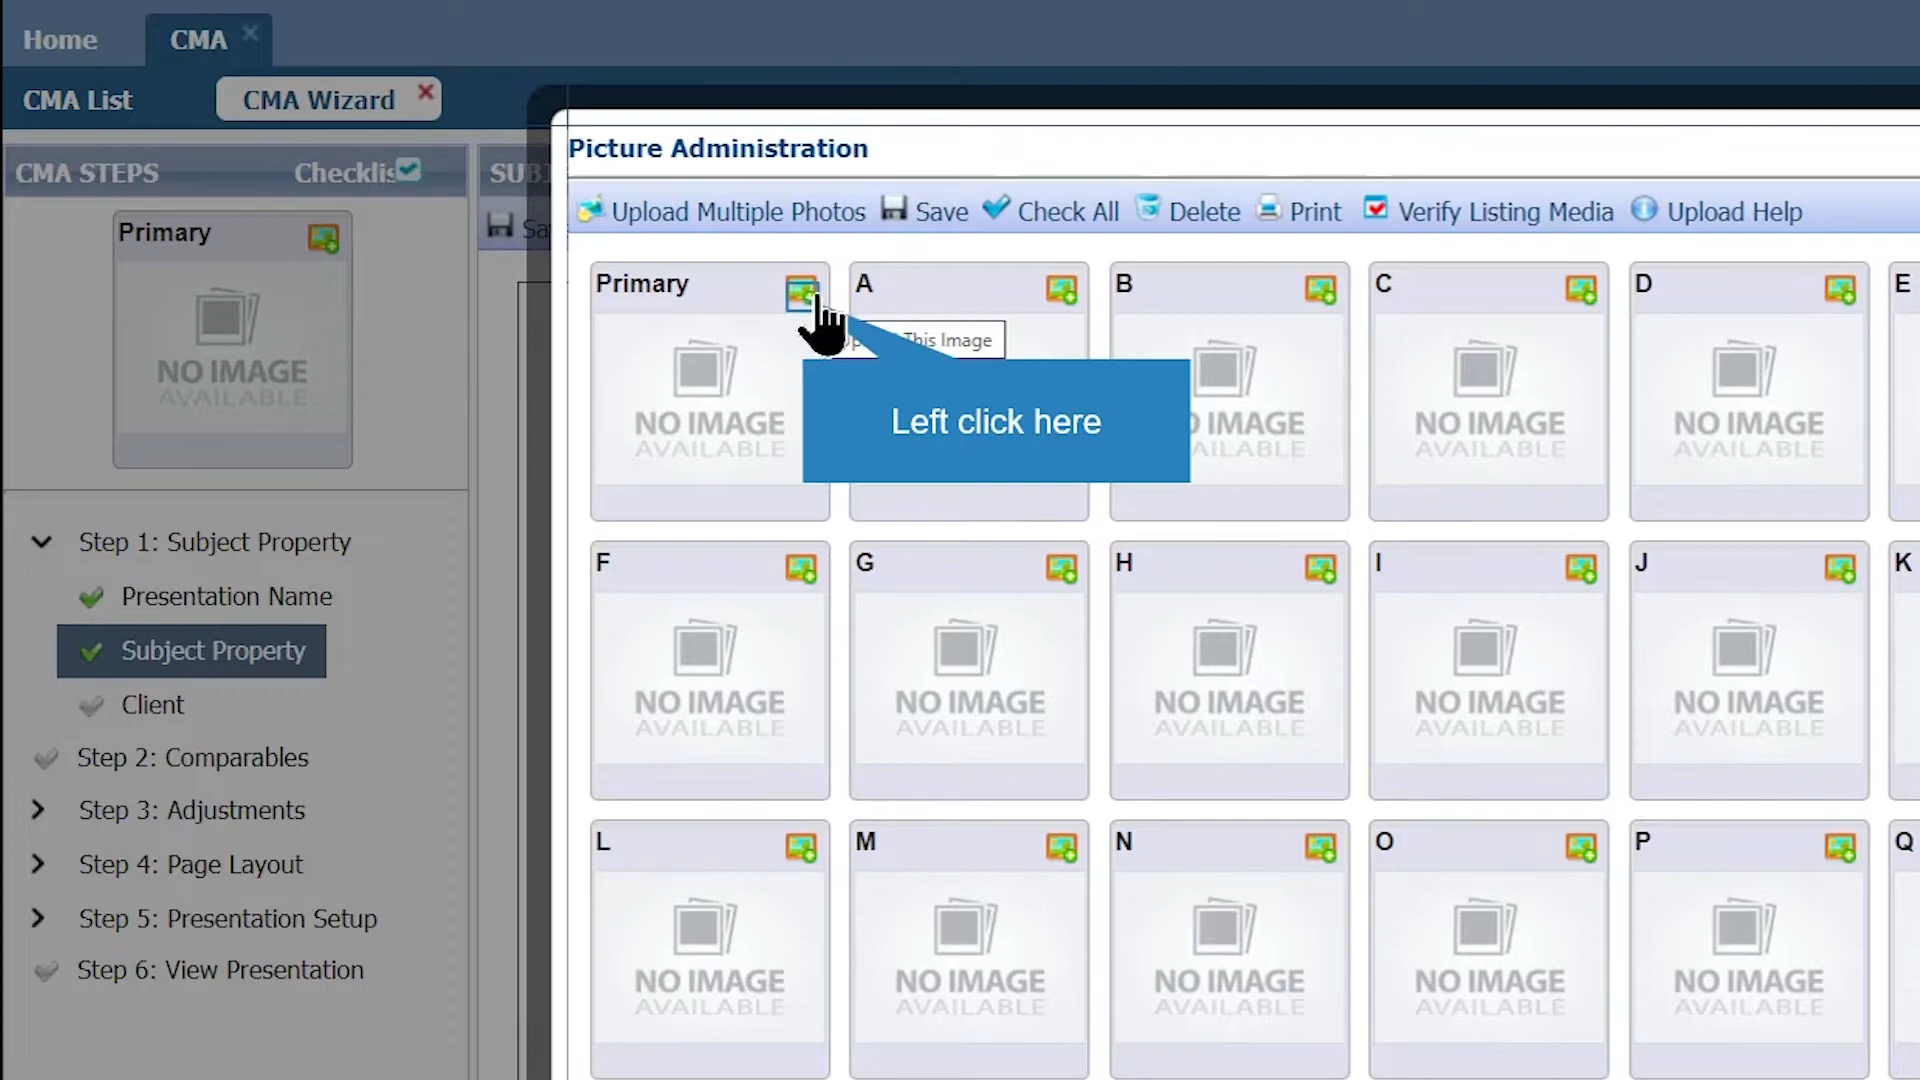 Home
CMA
CMA List
CMA Wizard
CMA STEPS
Checklis
Primary
NO IMAGE
AVAILABLE
Step 1: Subject Property
Presentation Name
Subject Property
Client
Step 2: Comparables
Step 3: Adjustments
Step 4: Page Layout
Step 5: Presentation Setup
Step 6: View Presentation
SUB
Sa
Picture Administration
Upload Multiple Photos Save Check All Delete Print Verify Listing Media Upload Help
Primary A B C D E
This Image
Left click here
NO IMAGE IMAGE NO IMAGE NO IMAGE
AVAILABLE AILABLE AVAILABLE AVAILABLE
F G H I J K
NO IMAGE NO IMAGE NO IMAGE NO IMAGE NO IMAGE
AVAILABLE AVAILABLE AVAILABLE AVAILABLE AVAILABLE
L M N O P Q
NO IMAGE NO IMAGE NO IMAGE NO IMAGE NO IMAGE
AVAILABLE AVAILABLE AVAILABLE AVAILABLE AVAILABLE